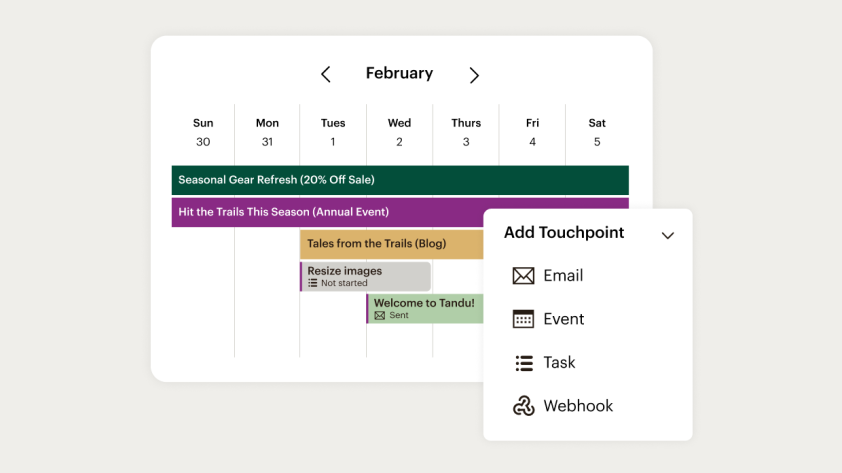 February
Sun Mon Tues Wed Thurs Fri Sat
30 31 1 2 3 4 5
Seasonal Gear Refresh (20% Off Sale)
Hit the Trails This Season (Annual Event)
Tales from the Trails (Blog)
Resize images
Not started
Welcome to Tandu!
Sent
Add Touchpoint
Email
Event
Task
Webhook